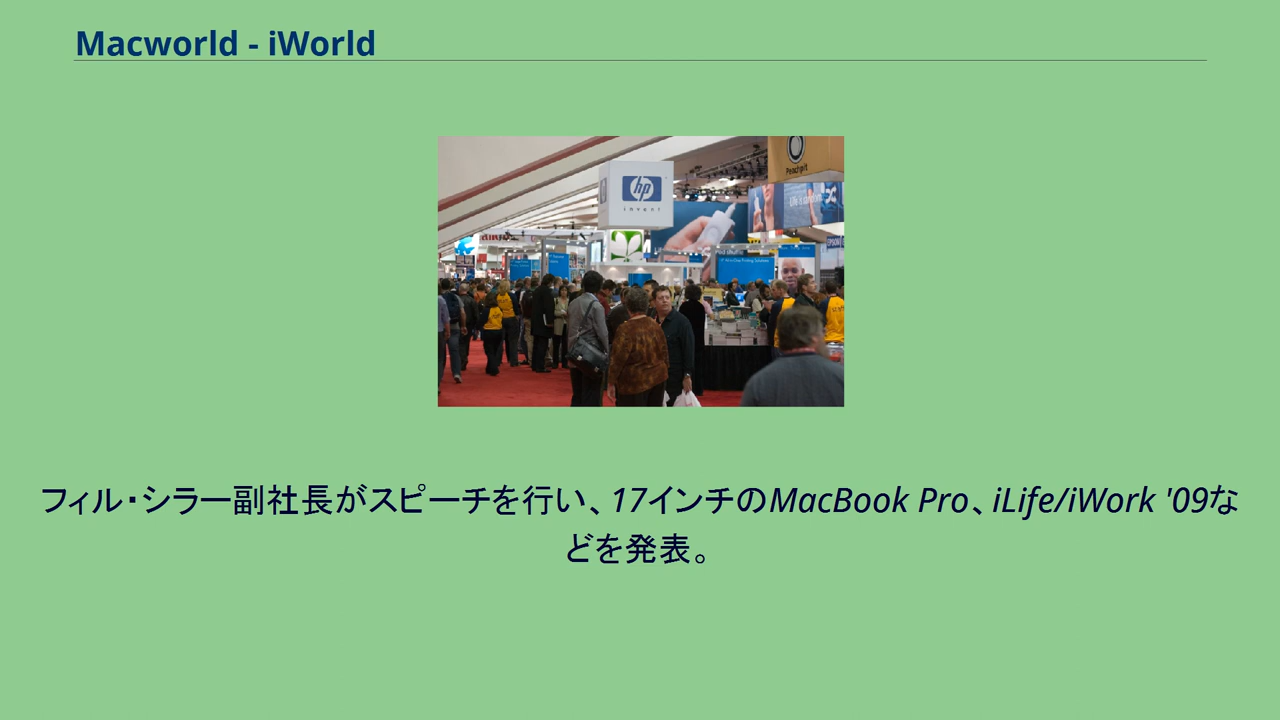 Macworld - iWorld
Peachpit
hp
invent
EPSON
フィル・シラー副社長がスピーチを行い、17インチのMacBook Pro、iLife/iWork '09な
どを発表。